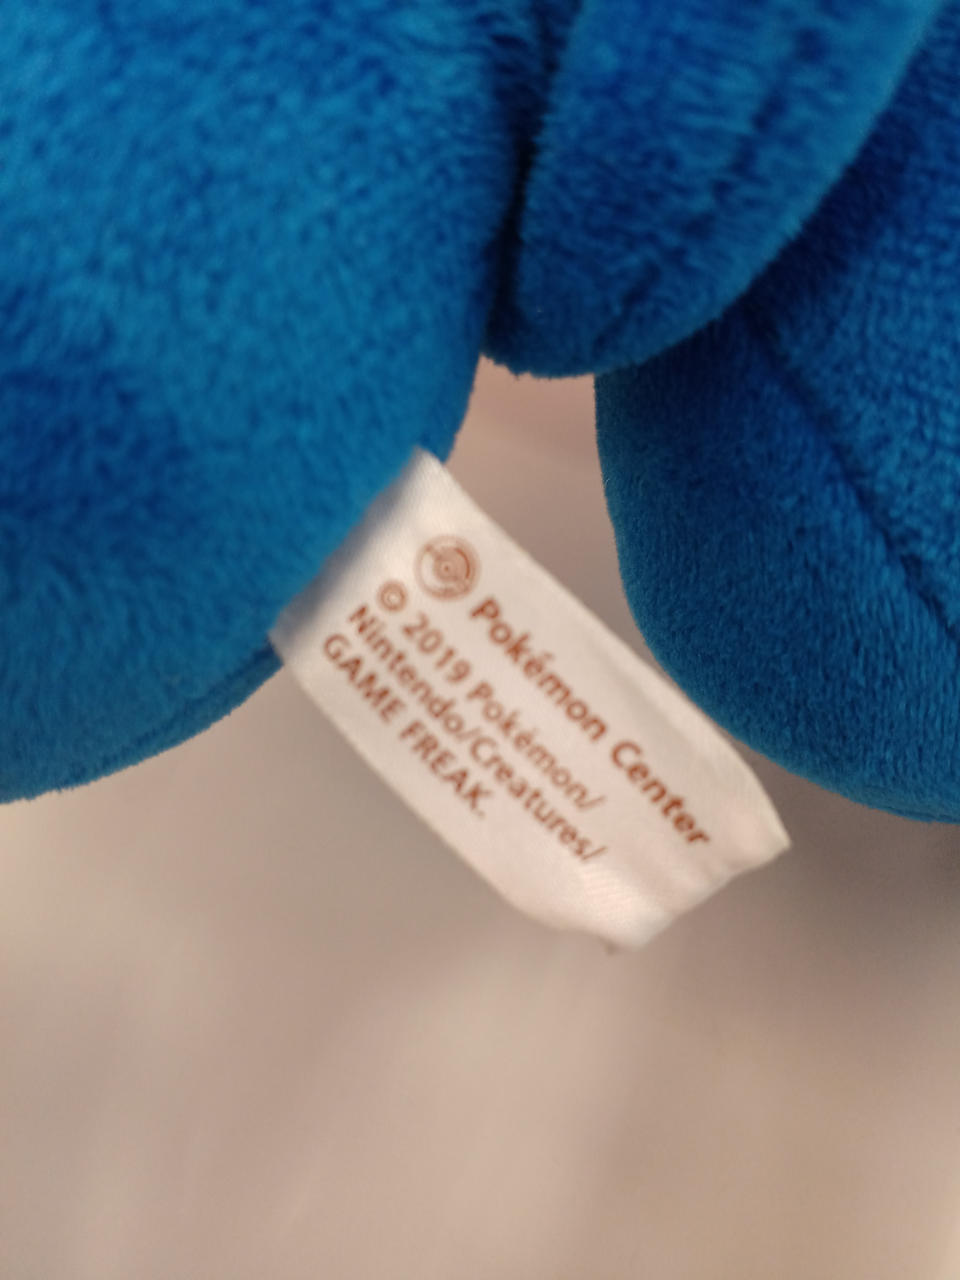 Pokémon Center
© 2019 Pokémon/
Nintendo/Creatures/
GAME FREAK.